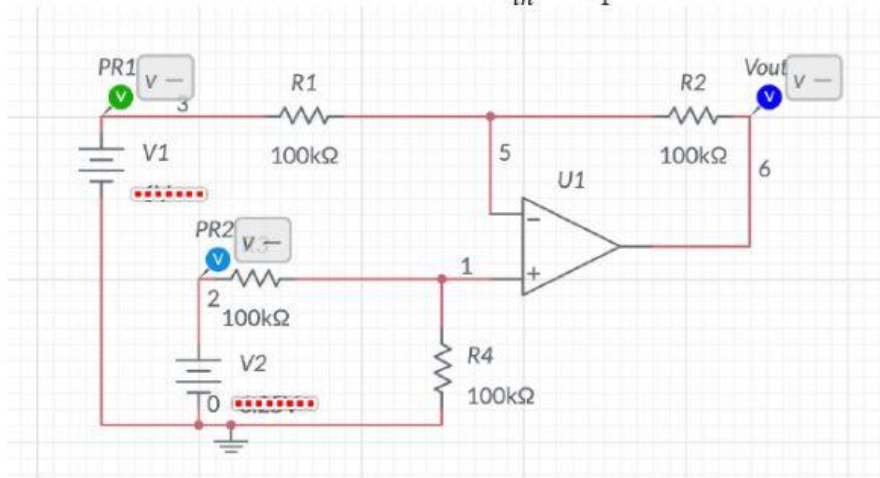 PR1
V
V —
3
R1
100kΩ
R2
100kΩ
Vout
V
V —
V1
5
6
U1
PR2
V
V —
2
100kΩ
1
−
+
V2
0
R4
100kΩ